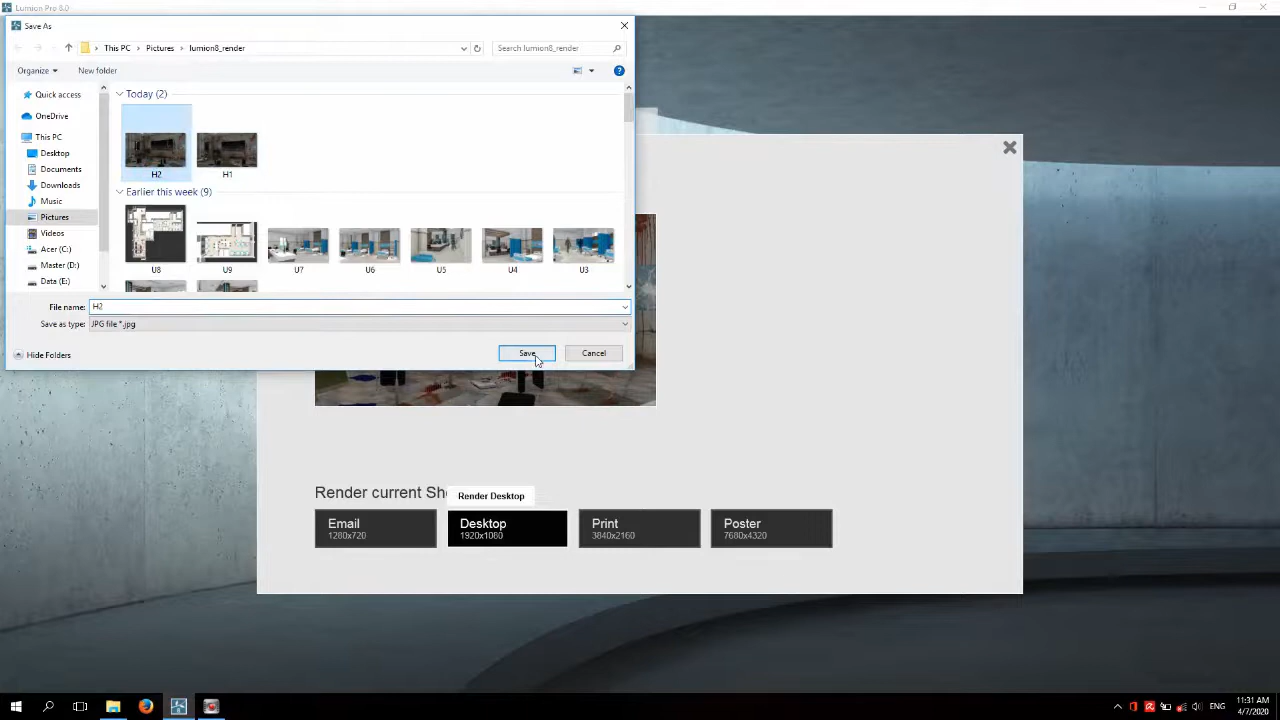 Lumion Pro 8.0
Save As
This PC
Pictures
lumion8_render
Search lumion8_render
Organize
New folder
Quick access
OneDrive
This PC
Desktop
Documents
Downloads
Music
Pictures
Videos
Acer (C:)
Master (D:)
Data (E:)
Today (2)
H2 H1
Earlier this week (9)
U8 U9 U7 U6 U5 U4 U3
File name: H2
Save as type: JPG file *.jpg
Hide Folders
Save Cancel
Render current Sh
Render Desktop
Email
1280x720
Desktop
1920x1080
Print
3840x2160
Poster
7680x4320
ENG
11:31 AM
4/7/2020